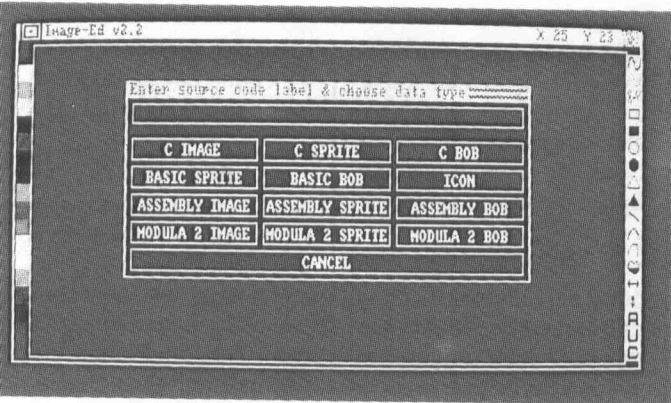 Image-Ed v2.2 X 25 Y 23
Enter source code label & choose data type
C IMAGE C SPRITE C BOB
BASIC SPRITE BASIC BOB ICON
ASSEMBLY IMAGE ASSEMBLY SPRITE ASSEMBLY BOB
MODULA 2 IMAGE MODULA 2 SPRITE MODULA 2 BOB
CANCEL
A
U
C